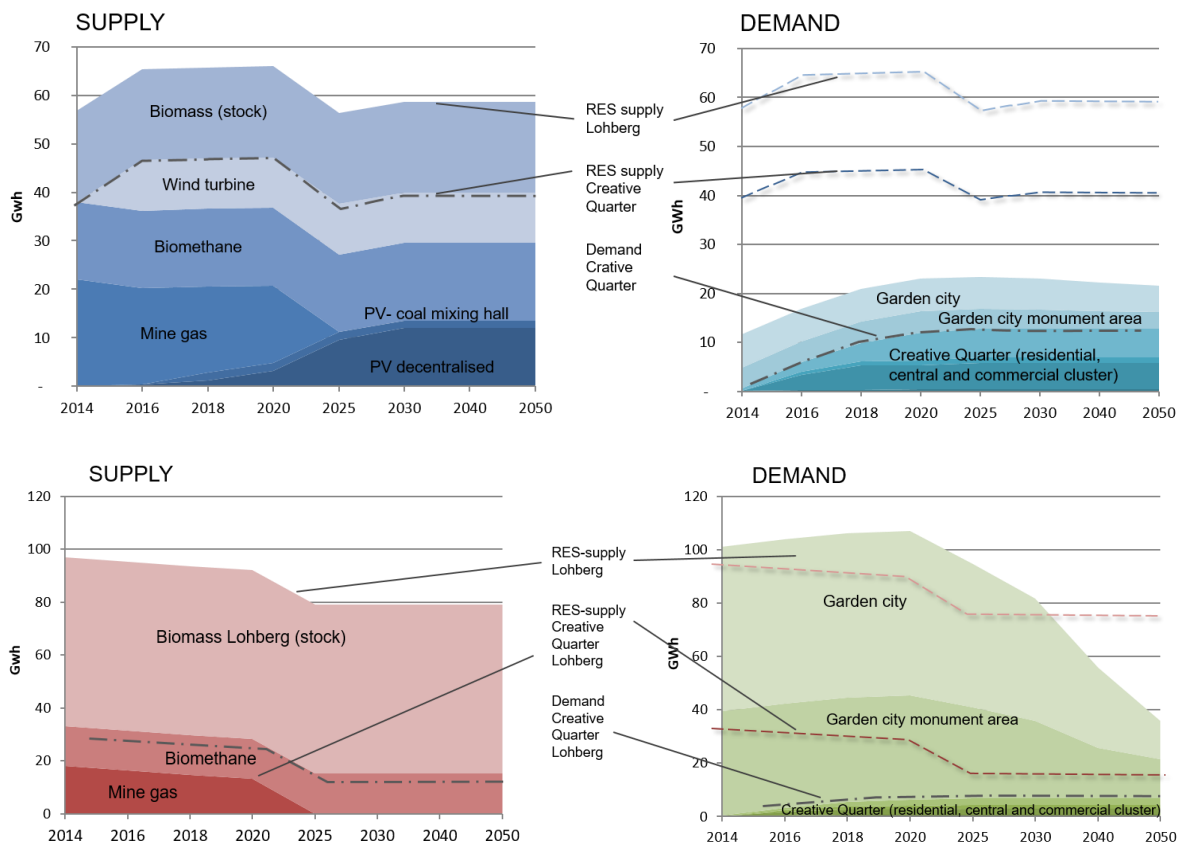 SUPPLY
DEMAND
70
60
50
40
30
20
10
-
Gwh
Biomass (stock)
Wind turbine
Biomethane
Mine gas
PV- coal mixing hall
PV decentralised
2014 2016 2018 2020 2025 2030 2040 2050
RES supply
Lohberg
RES supply
Creative
Quarter
Demand
Crative
Quarter
70
60
50
40
30
20
10
-
GWh
Garden city
Garden city monument area
Creative Quarter (residential,
central and commercial cluster)
2014 2016 2018 2020 2025 2030 2040 2050
SUPPLY
DEMAND
120
100
80
60
40
20
0
Gwh
Biomass Lohberg (stock)
Biomethane
Mine gas
2014 2016 2018 2020 2025 2030 2040 2050
RES-supply
Lohberg
RES-supply
Creative
Quarter
Lohberg
Demand
Creative
Quarter
Lohberg
120
100
80
60
40
20
0
GWh
Garden city
Garden city monument area
Creative Quarter (residential, central and commercial cluster)
2014 2016 2018 2020 2025 2030 2040 2050